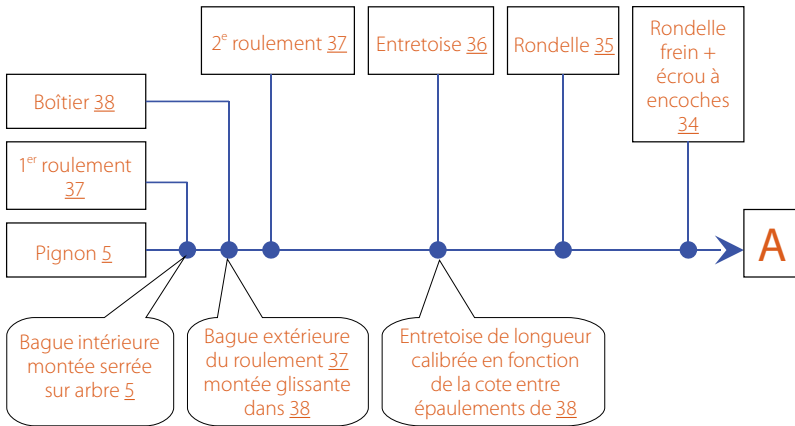 2e roulement 37
Entretoise 36
Rondelle 35
Rondelle
frein +
écrou à
encoches
34
Boîtier 38
1er roulement
37
Pignon 5
A
Bague intérieure
montée serrée
sur arbre 5
Bague extérieure
du roulement 37
montée glissante
dans 38
Entretoise de longueur
calibrée en fonction
de la cote entre
épaulements de 38